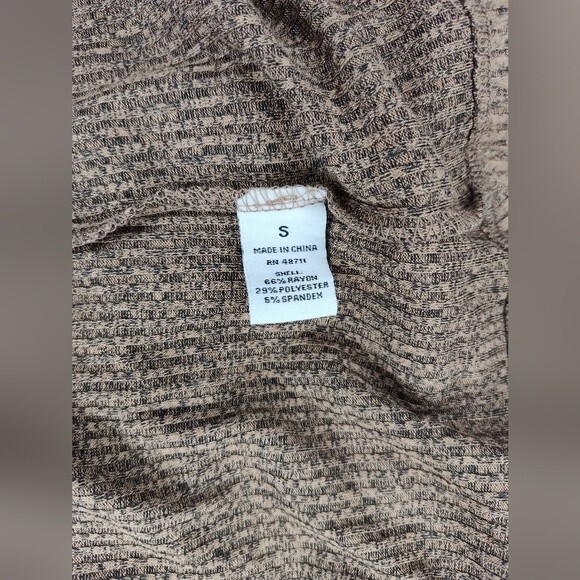 S
MADE IN CHINA
RN 48711
SHELL:
66% RAYON
29% POLYESTER
5% SPANDEX